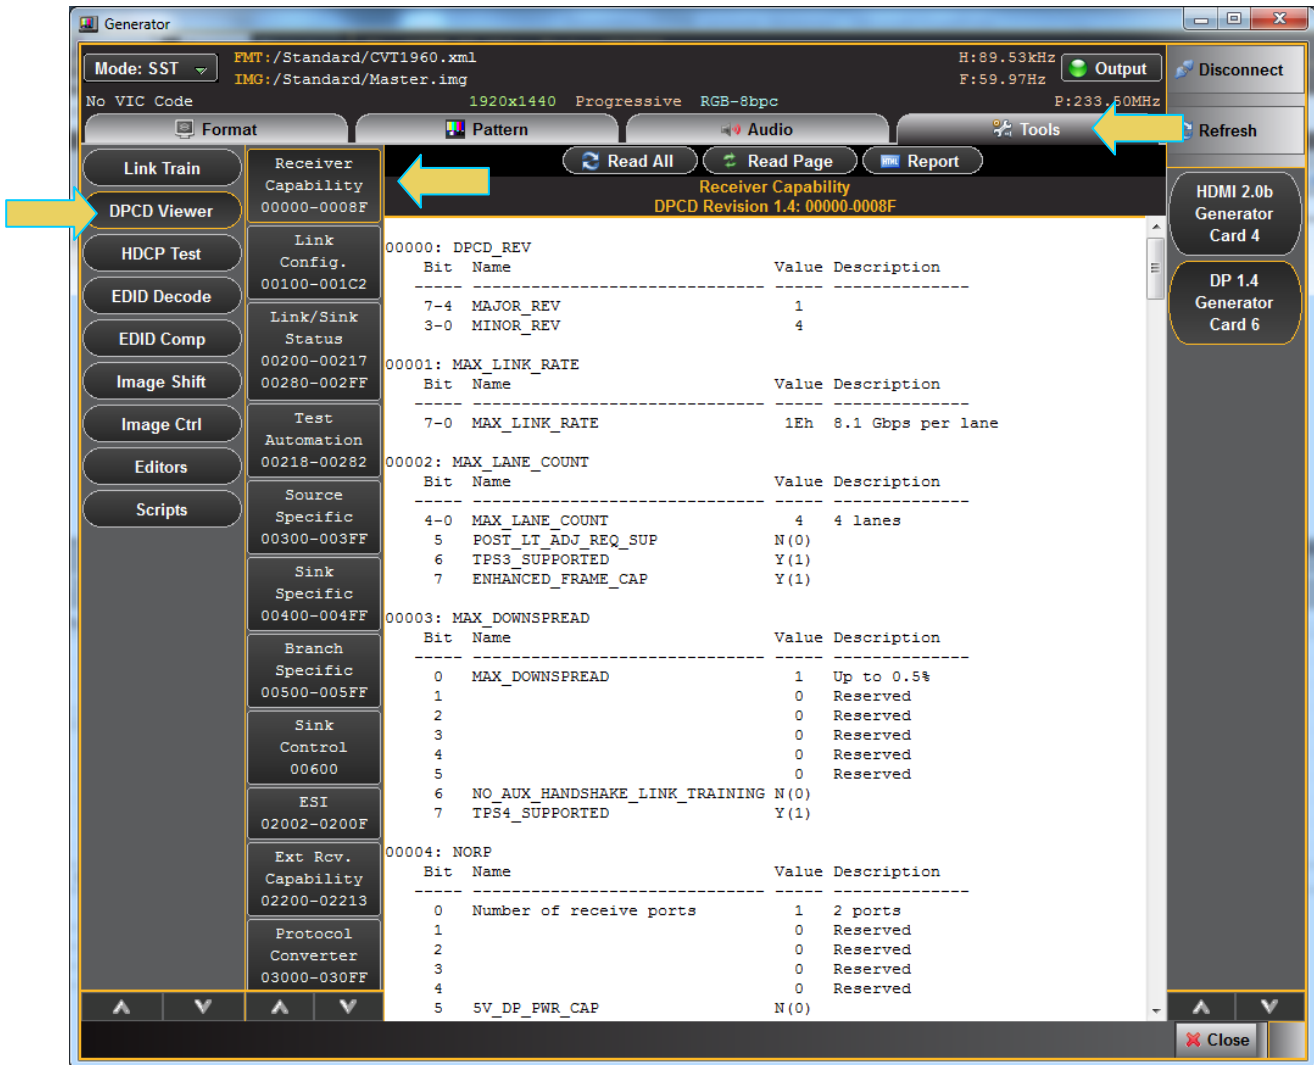 Generator
Mode: SST
FMT:/Standard/CVT1960.xml
IMG:/Standard/Master.img
H:89.53kHz
F:59.97Hz
Output
No VIC Code
1920x1440 Progressive RGB-8bpc
P:233.50MHz
Disconnect
Refresh
Format
Pattern
Audio
Tools
Link Train
DPCD Viewer
HDCP Test
EDID Decode
EDID Comp
Image Shift
Image Ctrl
Editors
Scripts
Receiver
Capability
00000-0008F
Link
Config.
00100-001C2
Link/Sink
Status
00200-00217
00280-002FF
Test
Automation
00218-00282
Source
Specific
00300-003FF
Sink
Specific
00400-004FF
Branch
Specific
00500-005FF
Sink
Control
00600
ESI
02002-0200F
Ext Rcv.
Capability
02200-02213
Protocol
Converter
03000-030FF
Read All
Read Page
HTML Report
Receiver Capability
DPCD Revision 1.4: 00000-0008F
00000: DPCD_REV
Bit Name Value Description
----- ------------------------------ ----- --------------
7-4 MAJOR_REV 1
3-0 MINOR_REV 4
00001: MAX_LINK_RATE
Bit Name Value Description
----- ------------------------------ ----- --------------
7-0 MAX_LINK_RATE 1Eh 8.1 Gbps per lane
00002: MAX_LANE_COUNT
Bit Name Value Description
----- ------------------------------ ----- --------------
4-0 MAX_LANE_COUNT 4 4 lanes
5 POST_LT_ADJ_REQ_SUP N(0)
6 TPS3_SUPPORTED Y(1)
7 ENHANCED_FRAME_CAP Y(1)
00003: MAX_DOWNSPREAD
Bit Name Value Description
----- ------------------------------ ----- --------------
0 MAX_DOWNSPREAD 1 Up to 0.5%
1 0 Reserved
2 0 Reserved
3 0 Reserved
4 0 Reserved
5 0 Reserved
6 NO_AUX_HANDSHAKE_LINK_TRAINING N(0)
7 TPS4_SUPPORTED Y(1)
00004: NORP
Bit Name Value Description
----- ------------------------------ ----- --------------
0 Number of receive ports 1 2 ports
1 0 Reserved
2 0 Reserved
3 0 Reserved
4 0 Reserved
5 5V_DP_PWR_CAP N(0)
HDMI 2.0b
Generator
Card 4
DP 1.4
Generator
Card 6
Close